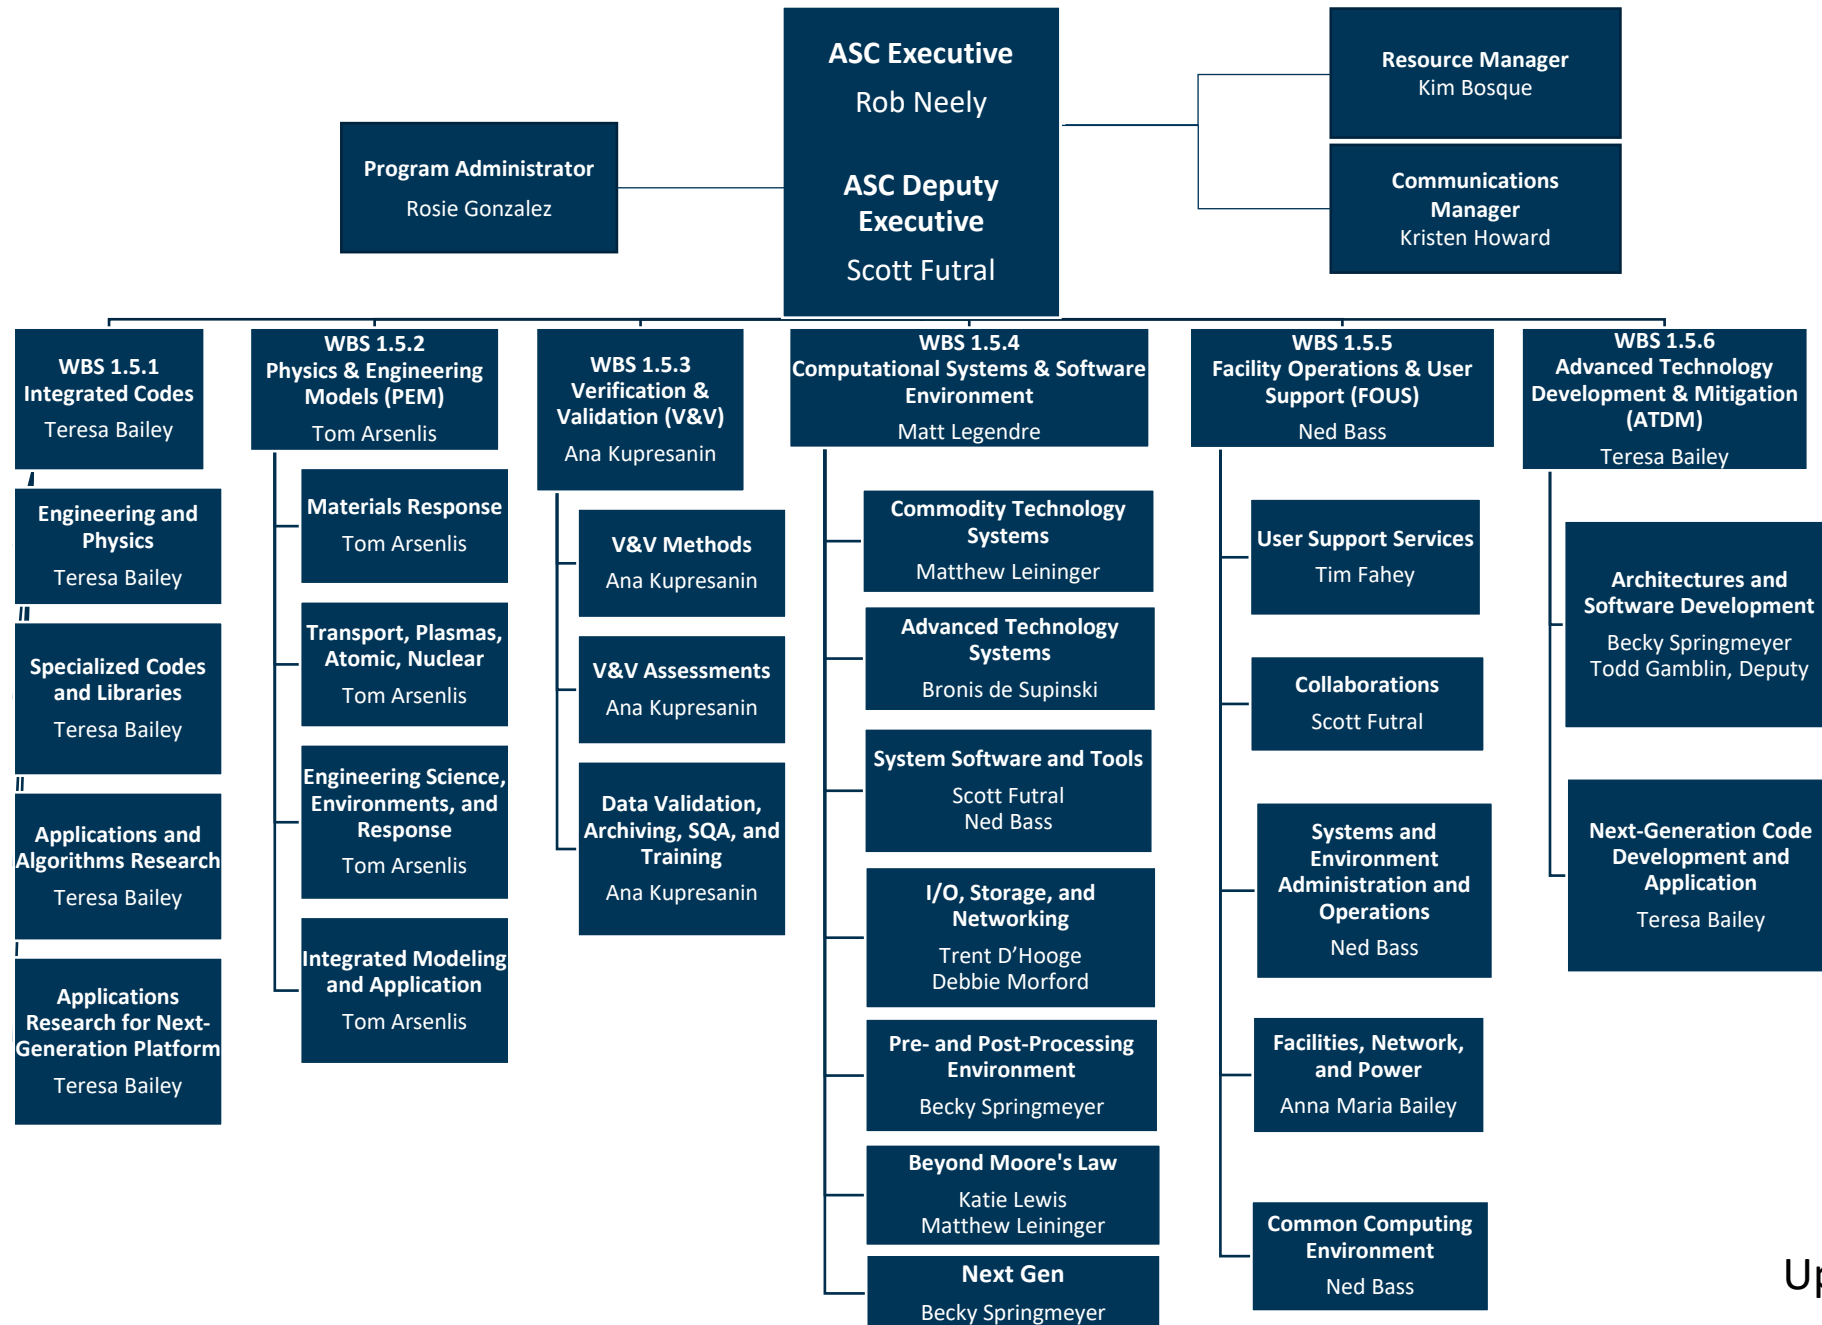 ASC Executive
Rob Neely
ASC Deputy
Executive
Scott Futral
Resource Manager
Kim Bosque
Communications
Manager
Kristen Howard
Program Administrator
Rosie Gonzalez
WBS 1.5.1
Integrated Codes
Teresa Bailey
Engineering and
Physics
Teresa Bailey
Specialized Codes
and Libraries
Teresa Bailey
Applications and
Algorithms Research
Teresa Bailey
Applications
Research for Next-
Generation Platform
Teresa Bailey
WBS 1.5.2
Physics & Engineering
Models (PEM)
Tom Arsenlis
Materials Response
Tom Arsenlis
Transport, Plasmas,
Atomic, Nuclear
Tom Arsenlis
Engineering Science,
Environments, and
Response
Tom Arsenlis
Integrated Modeling
and Application
Tom Arsenlis
WBS 1.5.3
Verification &
Validation (V&V)
Ana Kupresanin
V&V Methods
Ana Kupresanin
V&V Assessments
Ana Kupresanin
Data Validation,
Archiving, SQA, and
Training
Ana Kupresanin
WBS 1.5.4
Computational Systems & Software
Environment
Matt Legendre
Commodity Technology
Systems
Matthew Leininger
Advanced Technology
Systems
Bronis de Supinski
System Software and Tools
Scott Futral
Ned Bass
I/O, Storage, and
Networking
Trent D’Hooge
Debbie Morford
Pre- and Post-Processing
Environment
Becky Springmeyer
Beyond Moore's Law
Katie Lewis
Matthew Leininger
Next Gen
Becky Springmeyer
WBS 1.5.5
Facility Operations & User
Support (FOUS)
Ned Bass
User Support Services
Tim Fahey
Collaborations
Scott Futral
Systems and
Environment
Administration and
Operations
Ned Bass
Facilities, Network,
and Power
Anna Maria Bailey
Common Computing
Environment
Ned Bass
WBS 1.5.6
Advanced Technology
Development & Mitigation
(ATDM)
Teresa Bailey
Architectures and
Software Development
Becky Springmeyer
Todd Gamblin, Deputy
Next-Generation Code
Development and
Application
Teresa Bailey
Up